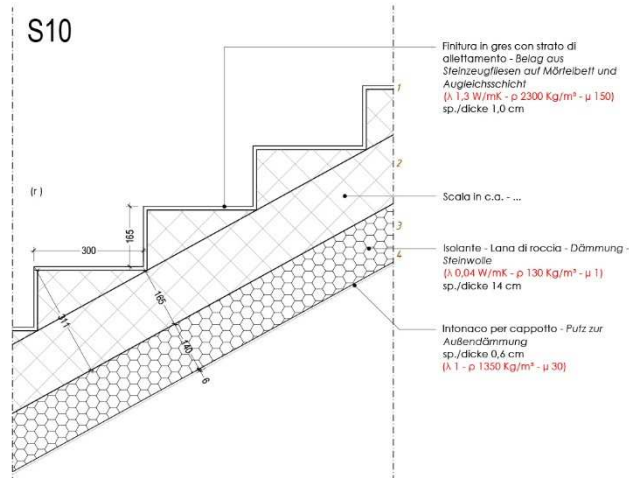 S10
Finitura in gres con strato di
allettamento - Belag aus
Steinzeugfliesen auf Mörtelbett und
Augleichsschicht
(λ 1,3 W/mK - ρ 2300 Kg/m³ - μ 150)
sp./dicke 1,0 cm
1
2
(r )
Scala in c.a. - ...
165
300
3
Isolante - Lana di roccia - Dämmung -
Steinwolle
(λ 0,04 W/mK - ρ 130 Kg/m³ - μ 1)
sp./dicke 14 cm
4
311
165
140
6
Intonaco per cappotto - Putz zur
Außendämmung
sp./dicke 0,6 cm
(λ 1 - ρ 1350 Kg/m³ - μ 30)